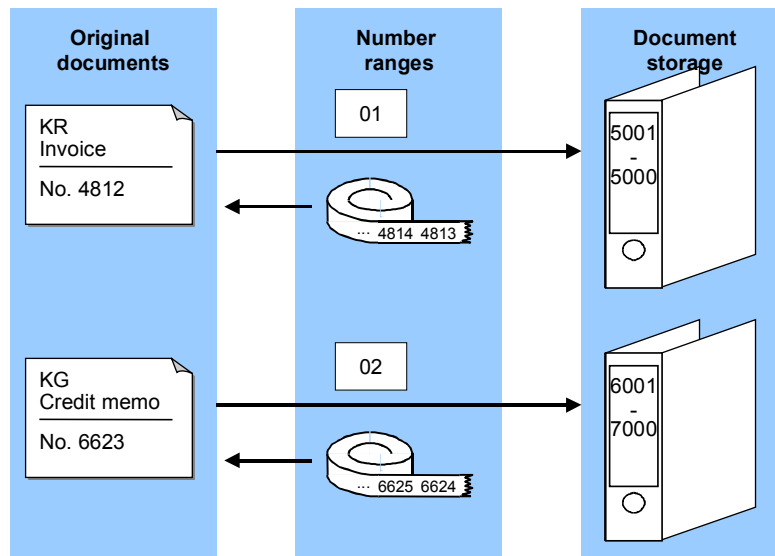 Original
documents
Number
ranges
Document
storage
KR
Invoice
No. 4812
01
... 4814 4813
5001
-
5000
KG
Credit memo
No. 6623
02
... 6625 6624
6001
-
7000